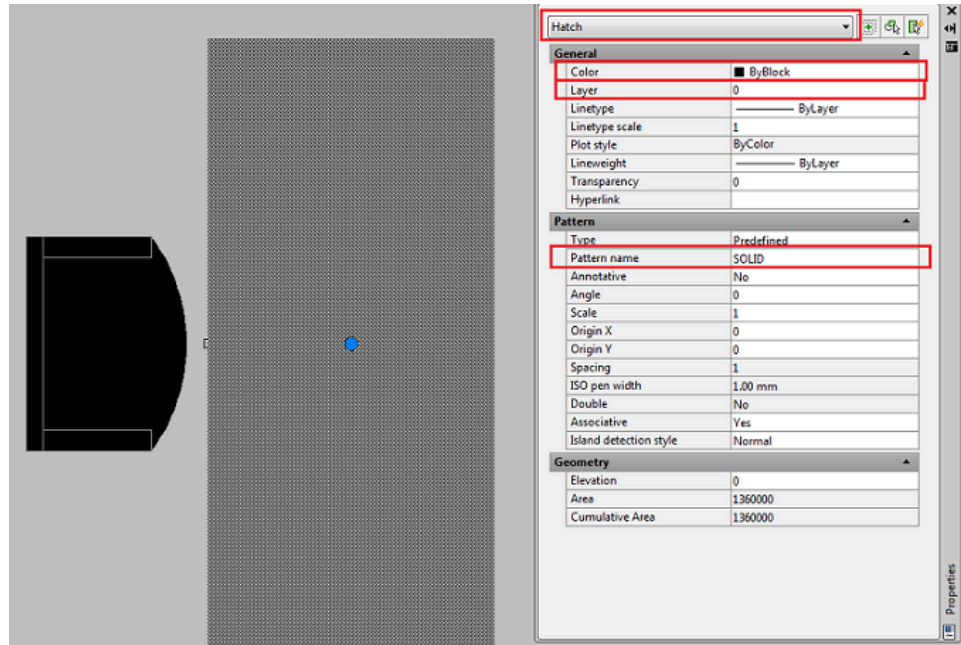 Hatch
General
Color ByBlock
Layer 0
Linetype ByLayer
Linetype scale 1
Plot style ByColor
Lineweight ByLayer
Transparency 0
Hyperlink
Pattern
Type Predefined
Pattern name SOLID
Annotative No
Angle 0
Scale 1
Origin X 0
Origin Y 0
Spacing 1
ISO pen width 1.00 mm
Double No
Associative Yes
Island detection style Normal
Geometry
Elevation 0
Area 1360000
Cumulative Area 1360000
Properties